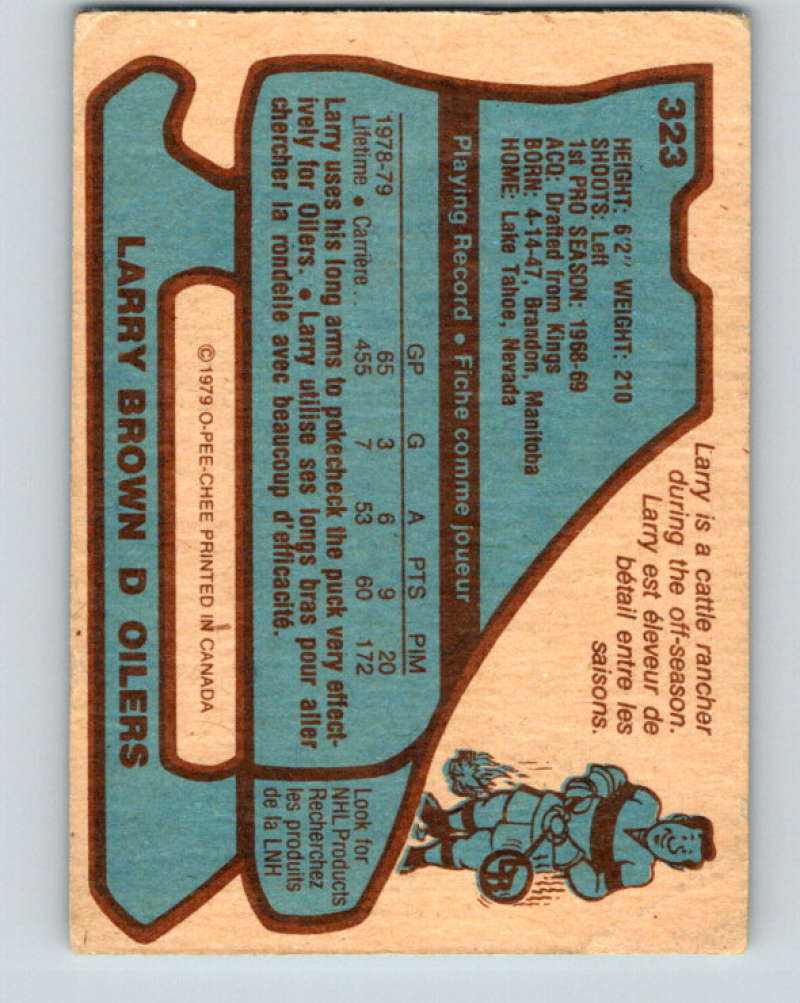 323
HEIGHT: 6'2" WEIGHT: 210
SHOOTS: Left
1st PRO SEASON: 1968-69
ACQ: Drafted from Kings
BORN: 4-14-47, Brandon, Manitoba
HOME: Lake Tahoe, Nevada
Larry is a cattle rancher
during the off-season.
Larry est éleveur de
bétail entre les
saisons.
Playing Record • Fiche comme joueur
GP G A PTS PIM
1978-79 65 3 6 9 20
Lifetime • Carrière .. 455 7 53 60 172
Larry uses his long arms to pokecheck the puck very effect-
ively for Oilers. • Larry utilise ses longs bras pour aller
chercher la rondelle avec beaucoup d'efficacité.
Look for
NHL Products
Recherchez
les produits
de la LNH
LB
©1979 O-PEE-CHEE PRINTED IN CANADA
LARRY BROWN D OILERS